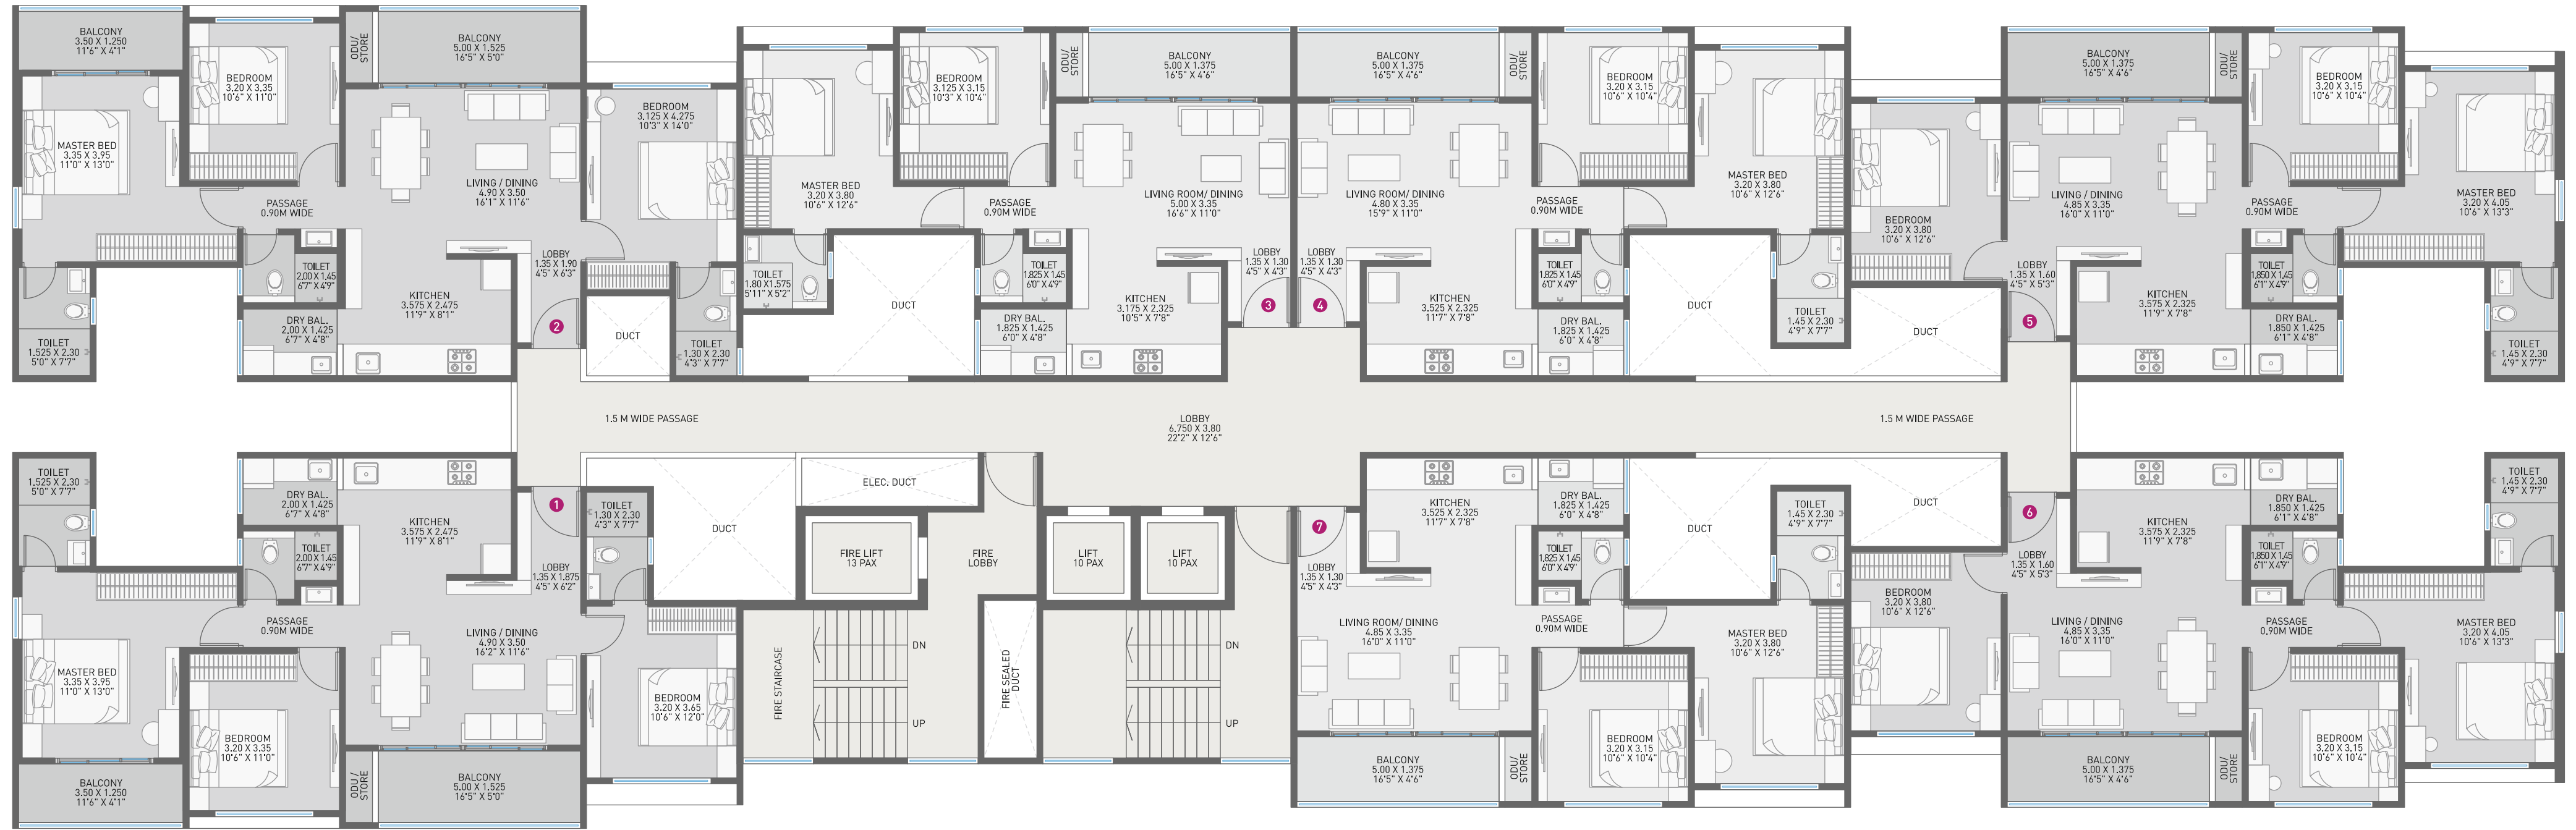 BALCONY
3.50 X 1.250
11'6" X 4'1"
BEDROOM
3.20 X 3.35
10'6" X 11'0"
ODU/
STORE
BALCONY
5.00 X 1.525
16'5" X 5'0"
MASTER BED
3.35 X 3.95
11'0" X 13'0"
LIVING / DINING
4.90 X 3.50
16'1" X 11'6"
BEDROOM
3.125 X 4.275
10'3" X 14'0"
PASSAGE
0.90M WIDE
TOILET
2.00 X 1.45
6'7" X 4'9"
LOBBY
1.35 X 1.90
4'5" X 6'3"
KITCHEN
3.575 X 2.475
11'9" X 8'1"
DRY BAL.
2.00 X 1.425
6'7" X 4'8"
TOILET
1.525 X 2.30
5'0" X 7'7"
2
DUCT
TOILET
1.30 X 2.30
4'3" X 7'7"
MASTER BED
3.20 X 3.80
10'6" X 12'6"
BEDROOM
3.125 X 3.15
10'3" X 10'4"
ODU/
STORE
BALCONY
5.00 X 1.375
16'5" X 4'6"
LIVING ROOM/ DINING
5.00 X 3.35
16'6" X 11'0"
PASSAGE
0.90M WIDE
TOILET
1.80 X1.575
5'11" X 5'2"
DUCT
TOILET
1.825 X 1.45
6'0" X 4'9"
LOBBY
1.35 X 1.30
4'5" X 4'3"
3
KITCHEN
3.175 X 2.325
10'5" X 7'8"
DRY BAL.
1.825 X 1.425
6'0" X 4'8"
BALCONY
5.00 X 1.375
16'5" X 4'6"
ODU/
STORE
BEDROOM
3.20 X 3.15
10'6" X 10'4"
MASTER BED
3.20 X 3.80
10'6" X 12'6"
LIVING ROOM/ DINING
4.80 X 3.35
15'9" X 11'0"
PASSAGE
0.90M WIDE
LOBBY
1.35 X 1.30
4'5" X 4'3"
4
TOILET
1.825 X 1.45
6'0" X 4'9"
KITCHEN
3.525 X 2.325
11'7" X 7'8"
DRY BAL.
1.825 X 1.425
6'0" X 4'8"
DUCT
TOILET
1.45 X 2.30
4'9" X 7'7"
BALCONY
5.00 X 1.375
16'5" X 4'6"
ODU/
STORE
BEDROOM
3.20 X 3.15
10'6" X 10'4"
MASTER BED
3.20 X 4.05
10'6" X 13'3"
LIVING / DINING
4.85 X 3.35
16'0" X 11'0"
BEDROOM
3.20 X 3.80
10'6" X 12'6"
PASSAGE
0.90M WIDE
LOBBY
1.35 X 1.60
4'5" X 5'3"
5
DUCT
TOILET
1.850 X 1.45
6'1" X 4'9"
KITCHEN
3.575 X 2.325
11'9" X 7'8"
DRY BAL.
1.850 X 1.425
6'1" X 4'8"
TOILET
1.45 X 2.30
4'9" X 7'7"
1.5 M WIDE PASSAGE
LOBBY
6.750 X 3.80
22'2" X 12'6"
1.5 M WIDE PASSAGE
TOILET
1.525 X 2.30
5'0" X 7'7"
DRY BAL.
2.00 X 1.425
6'7" X 4'8"
KITCHEN
3.575 X 2.475
11'9" X 8'1"
1
TOILET
1.30 X 2.30
4'3" X 7'7"
TOILET
2.00 X 1.45
6'7" X 4'9"
LOBBY
1.35 X 1.875
4'5" X 6'2"
PASSAGE
0.90M WIDE
LIVING / DINING
4.90 X 3.50
16'2" X 11'6"
MASTER BED
3.35 X 3.95
11'0" X 13'0"
BEDROOM
3.20 X 3.35
10'6" X 11'0"
BEDROOM
3.20 X 3.65
10'6" X 12'0"
BALCONY
3.50 X 1.250
11'6" X 4'1"
ODU/
STORE
BALCONY
5.00 X 1.525
16'5" X 5'0"
DUCT
ELEC. DUCT
FIRE LIFT
13 PAX
FIRE
LOBBY
LIFT
10 PAX
LIFT
10 PAX
FIRE STAIRCASE
DN
UP
FIRE SEALED
DUCT
DN
UP
7
KITCHEN
3.525 X 2.325
11'7" X 7'8"
DRY BAL.
1.825 X 1.425
6'0" X 4'8"
TOILET
1.825 X 1.45
6'0" X 4'9"
LOBBY
1.35 X 1.30
4'5" X 4'3"
DUCT
TOILET
1.45 X 2.30
4'9" X 7'7"
LIVING ROOM/ DINING
4.85 X 3.35
16'0" X 11'0"
PASSAGE
0.90M WIDE
MASTER BED
3.20 X 3.80
10'6" X 12'6"
BEDROOM
3.20 X 3.15
10'6" X 10'4"
BALCONY
5.00 X 1.375
16'5" X 4'6"
ODU/
STORE
DUCT
6
KITCHEN
3.575 X 2.325
11'9" X 7'8"
DRY BAL.
1.850 X 1.425
6'1" X 4'8"
TOILET
1.45 X 2.30
4'9" X 7'7"
TOILET
1.850 X 1.45
6'1" X 4'9"
LOBBY
1.35 X 1.60
4'5" X 5'3"
BEDROOM
3.20 X 3.80
10'6" X 12'6"
LIVING / DINING
4.85 X 3.35
16'0" X 11'0"
PASSAGE
0.90M WIDE
MASTER BED
3.20 X 4.05
10'6" X 13'3"
BEDROOM
3.20 X 3.15
10'6" X 10'4"
BALCONY
5.00 X 1.375
16'5" X 4'6"
ODU/
STORE